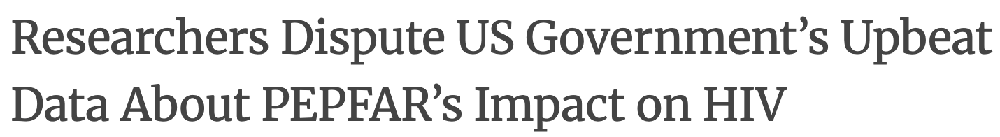 Researchers Dispute US Government’s Upbeat
Data About PEPFAR’s Impact on HIV